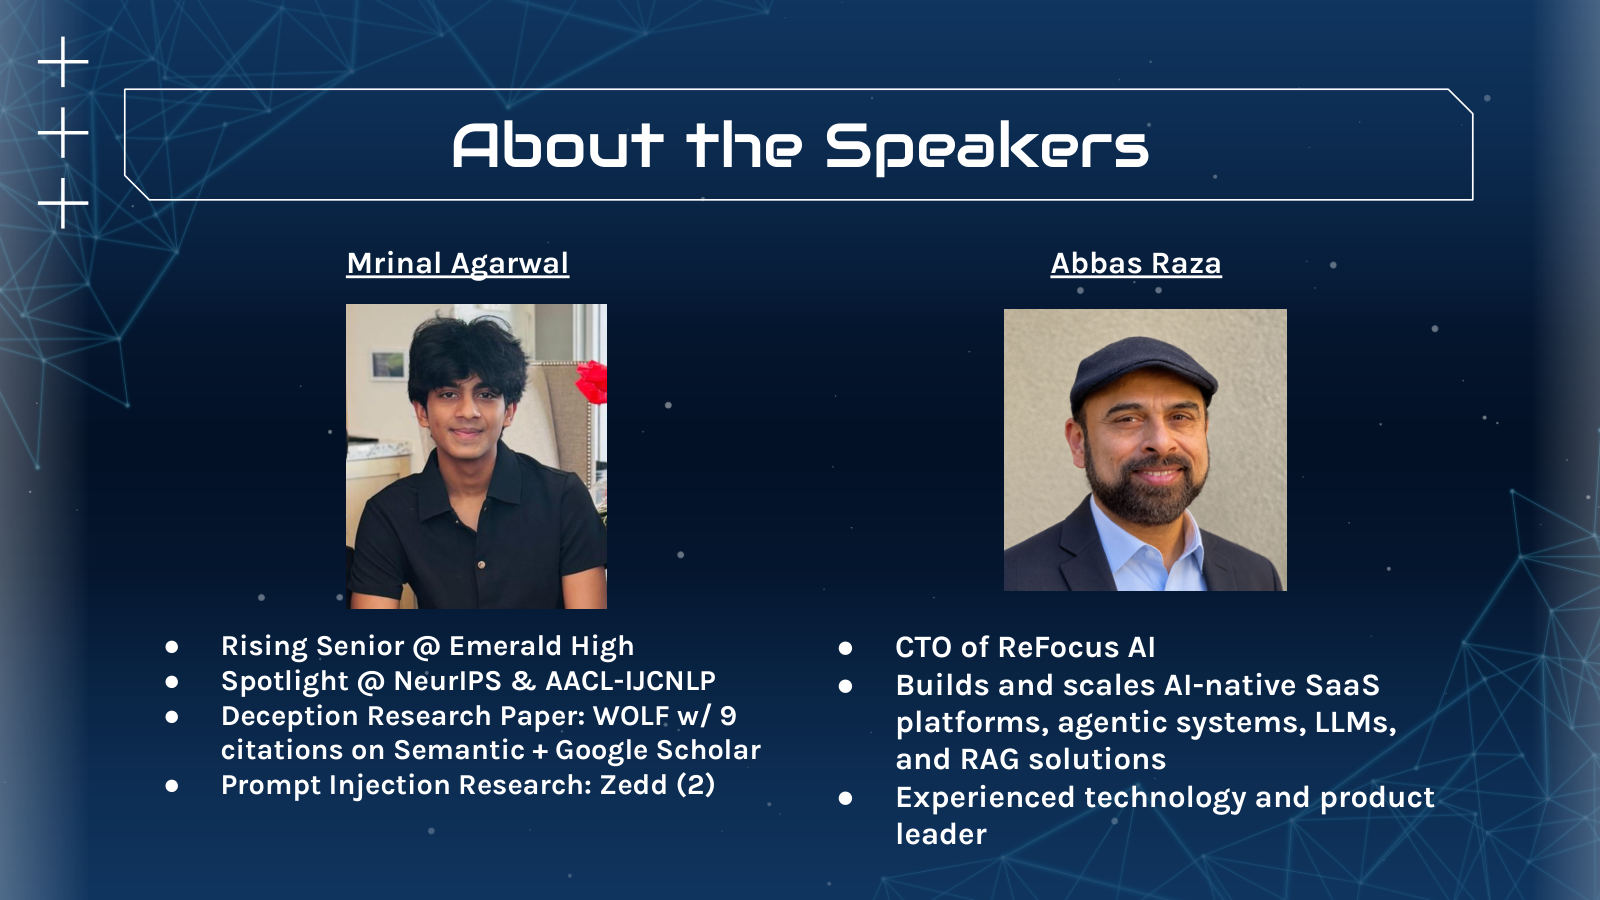 About the Speakers
Mrinal Agarwal
● Rising Senior @ Emerald High
● Spotlight @ NeurIPS & AACL-IJCNLP
● Deception Research Paper: WOLF w/ 9
citations on Semantic + Google Scholar
● Prompt Injection Research: Zedd (2)
Abbas Raza
● CTO of ReFocus AI
● Builds and scales AI-native SaaS
platforms, agentic systems, LLMs,
and RAG solutions
● Experienced technology and product
leader